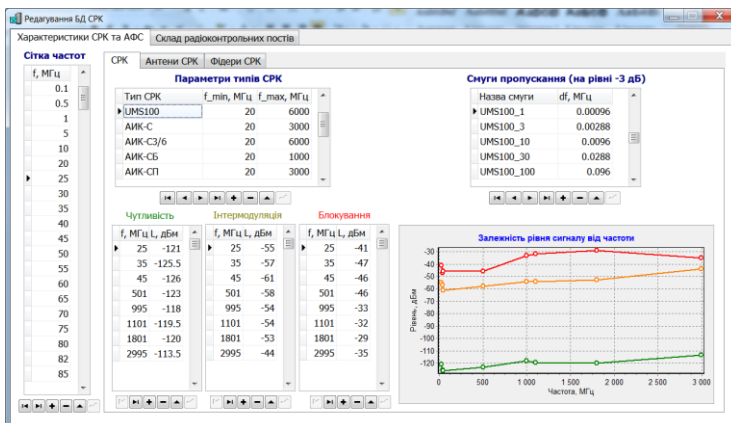 Редагування БД СРК
Характеристики СРК та АФС Склад радіоконтрольних постів
Сітка частот
f, МГц
0.1
0.5
1
5
10
20
25
30
35
40
45
50
55
60
65
70
75
80
82
85
СРК Антени СРК Фідери СРК
Параметри типів СРК
Тип СРК f_min, МГц f_max, МГц
UMS100 20 6000
АИК-С 20 3000
АИК-С3/6 20 6000
АИК-СБ 20 1000
АИК-СП 20 3000
Смуги пропускання (на рівні -3 дБ)
Назва смуги df, МГц
UMS100_1 0.00096
UMS100_3 0.00288
UMS100_10 0.0096
UMS100_30 0.0288
UMS100_100 0.096
Чутливість Інтермодуляція Блокування
f, МГц L, дБм f, МГц L, дБм f, МГц L, дБм
25 -121 25 -55 25 -41
35 -125.5 35 -57 35 -47
45 -126 45 -61 45 -46
501 -123 501 -58 501 -46
995 -118 995 -54 995 -33
1101 -119.5 1101 -54 1101 -32
1801 -120 1801 -53 1801 -29
2995 -113.5 2995 -44 2995 -35
Залежність рівня сигналу від частоти
Рівень, дБм
-30
-40
-50
-60
-70
-80
-90
-100
-110
-120
0 500 1 000 1 500 2 000 2 500 3 000
Частота, МГц